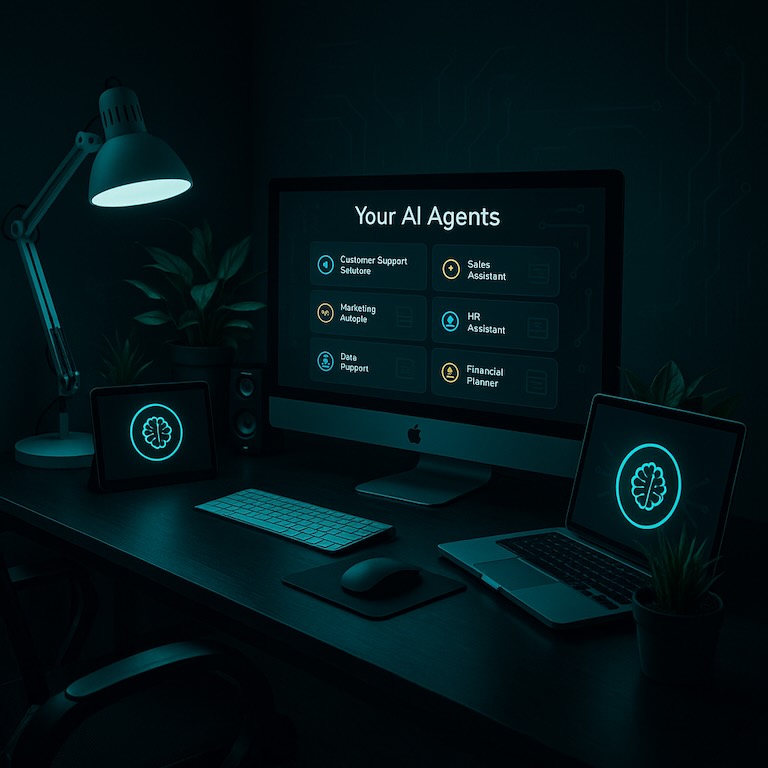 Your AI Agents
Customer Support
Selutore
Sales
Assistant
Marketing
Autople
HR
Assistant
Data
Pupport
Financial
Planner